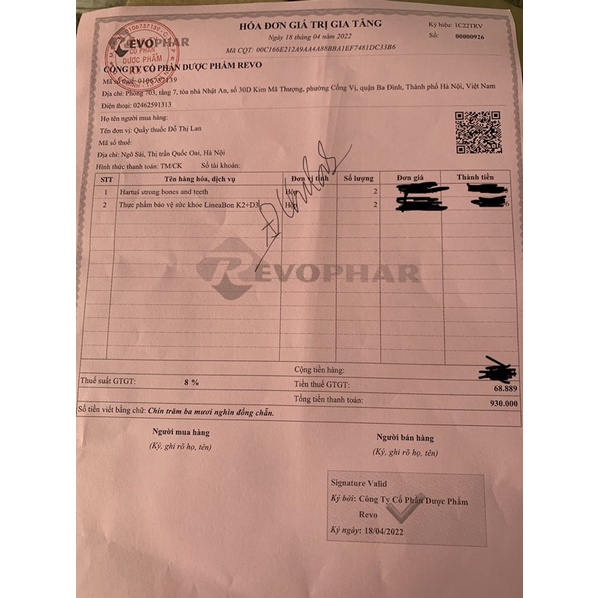 HÓA ĐƠN GIÁ TRỊ GIA TĂNG
Ngày 18 tháng 04 năm 2022
Mã CQT: 00C166E212A9AA4A88BBA1EF7481DC33B6
Ký hiệu: 1C22TRV
Số: 00000926
REVOPHAR
CÔNG TY CỔ PHẦN DƯỢC PHẨM REVO
Mã số thuế: 0106737139
Địa chỉ: Phòng 703, tầng 7, tòa nhà Nhật An, số 30D Kim Mã Thượng, phường Cống Vị, quận Ba Đình, Thành phố Hà Nội, Việt Nam
Điện thoại: 02462591313
Họ tên người mua hàng:
Tên đơn vị: Quầy thuốc Đỗ Thị Lan
Mã số thuế:
Địa chỉ: Ngô Sài, Thị trấn Quốc Oai, Hà Nội
Hình thức thanh toán: TM/CK Số tài khoản:
STT Tên hàng hóa, dịch vụ Đơn vị tính Số lượng Đơn giá Thành tiền
1 Hartus strong bones and teeth Hộp 2
2 Thực phẩm bảo vệ sức khỏe LineaBon K2+D3 Hộp 2
REVOPHAR
Cộng tiền hàng:
Thuế suất GTGT: 8 % Tiền thuế GTGT: 68.889
Tổng tiền thanh toán: 930.000
Số tiền viết bằng chữ: Chín trăm ba mươi nghìn đồng chẵn.
Người mua hàng Người bán hàng
(Ký, ghi rõ họ, tên) (Ký, ghi rõ họ, tên)
Signature Valid
Ký bởi: Công Ty Cổ Phần Dược Phẩm
Revo
Ký ngày: 18/04/2022